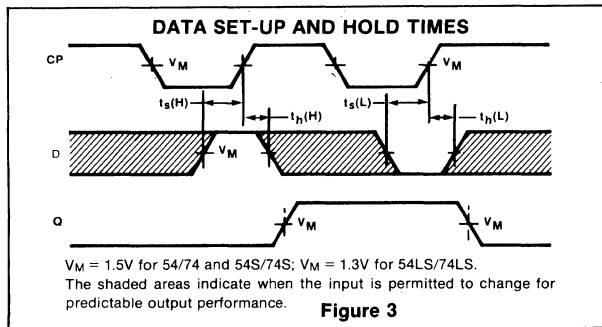 DATA SET-UP AND HOLD TIMES
CP
VM
VM
ts(H)
th(H)
ts(L)
th(L)
D
VM
Q
VM
VM
VM = 1.5V for 54/74 and 54S/74S; VM = 1.3V for 54LS/74LS.
The shaded areas indicate when the input is permitted to change for
predictable output performance.
Figure 3